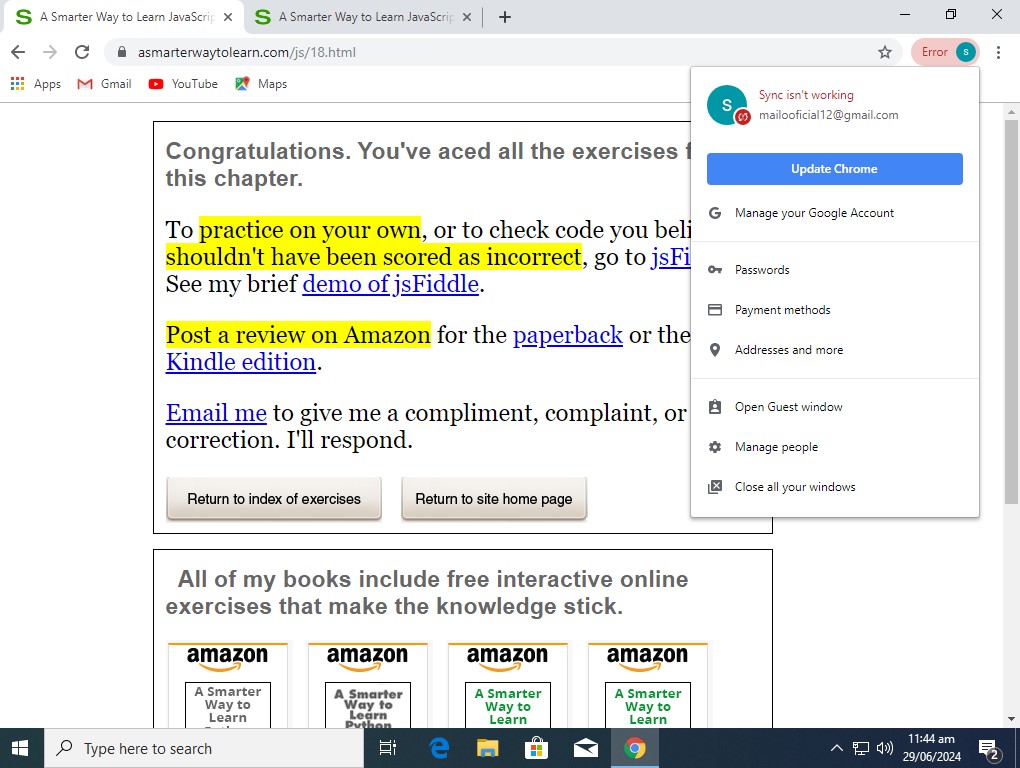 A Smarter Way to Learn JavaScrip
A Smarter Way to Learn JavaScrip
asmarterwaytolearn.com/js/18.html
Error
S
Apps
Gmail
YouTube
Maps
S
Sync isn't working
mailooficial12@gmail.com
Update Chrome
Manage your Google Account
Passwords
Payment methods
Addresses and more
Open Guest window
Manage people
Close all your windows
Congratulations. You've aced all the exercises f
this chapter.
To practice on your own, or to check code you beli
shouldn't have been scored as incorrect, go to jsFi
See my brief demo of jsFiddle.
Post a review on Amazon for the paperback or the
Kindle edition.
Email me to give me a compliment, complaint, or
correction. I'll respond.
Return to index of exercises
Return to site home page
All of my books include free interactive online
exercises that make the knowledge stick.
amazon
A Smarter
Way to
Learn
amazon
A Smarter
Way to
Learn
Python
amazon
A Smarter
Way to
Learn
amazon
A Smarter
Way to
Learn
Type here to search
11:44 am
29/06/2024
2